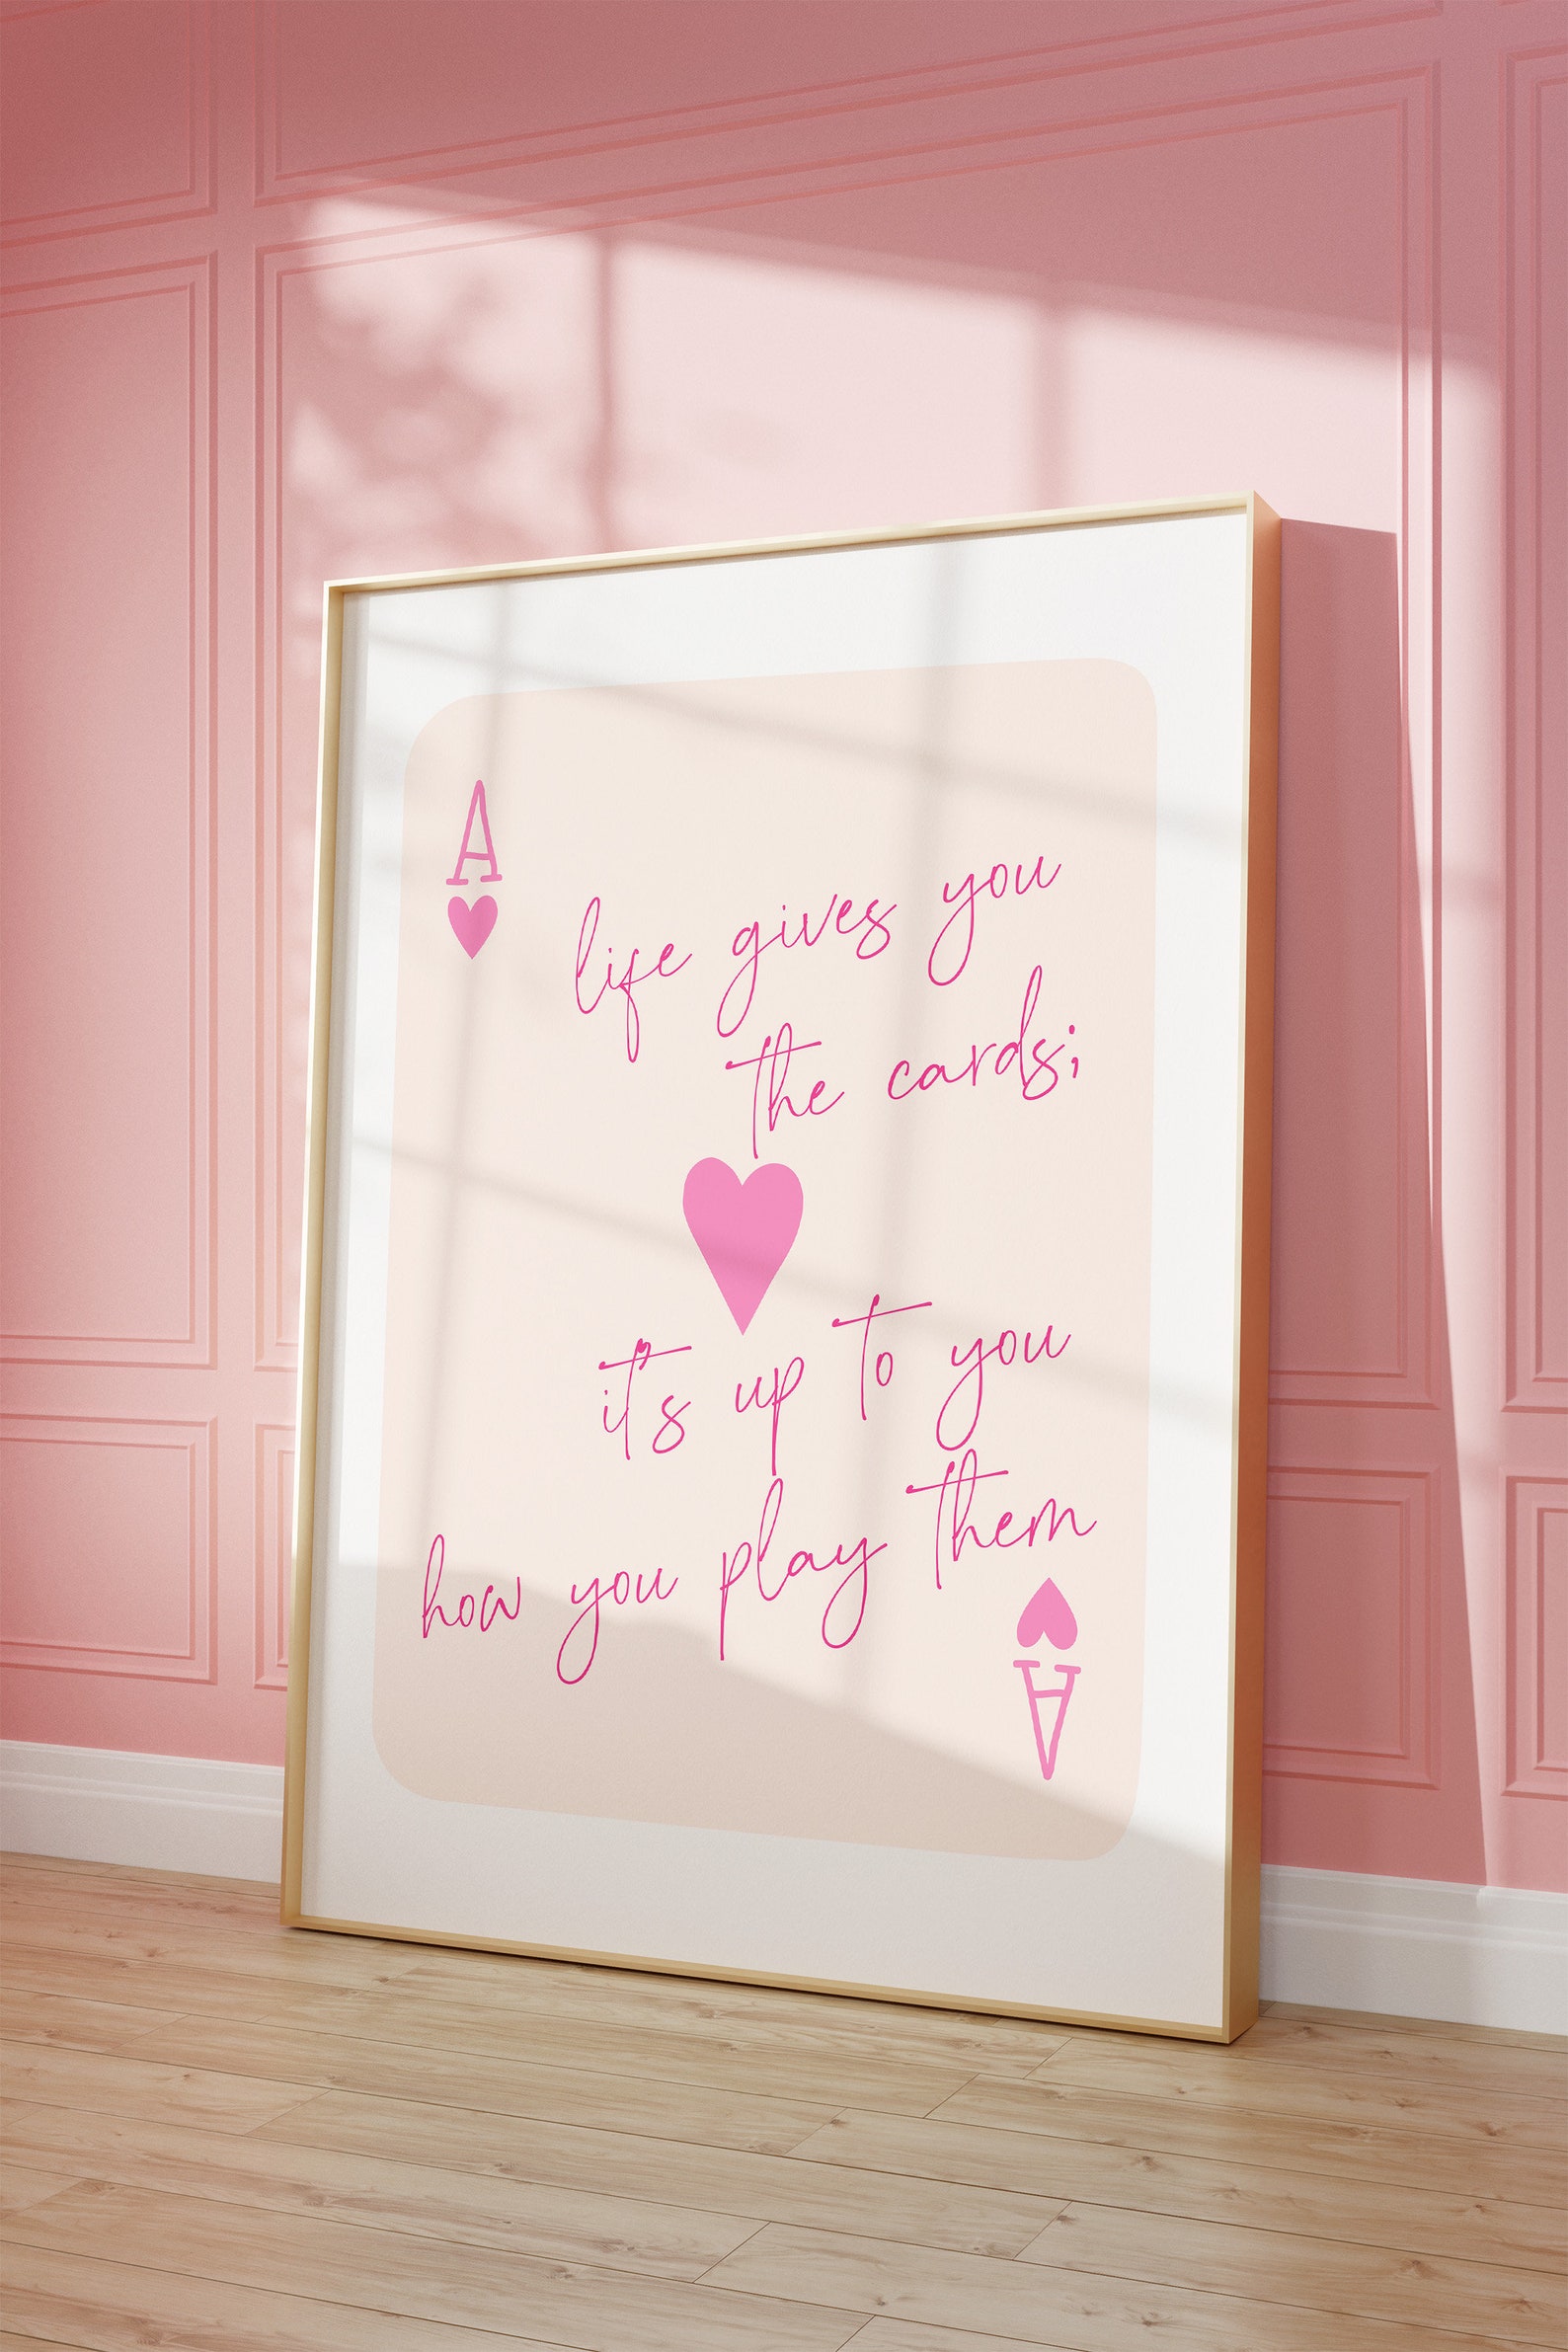 A
life gives you
the cards;
it's up to you
how you play them
A